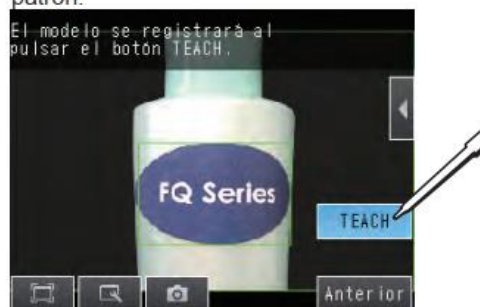 patrón.
El modelo se registrará al
pulsar el botón TEACH.
FQ Series
TEACH
Anterior